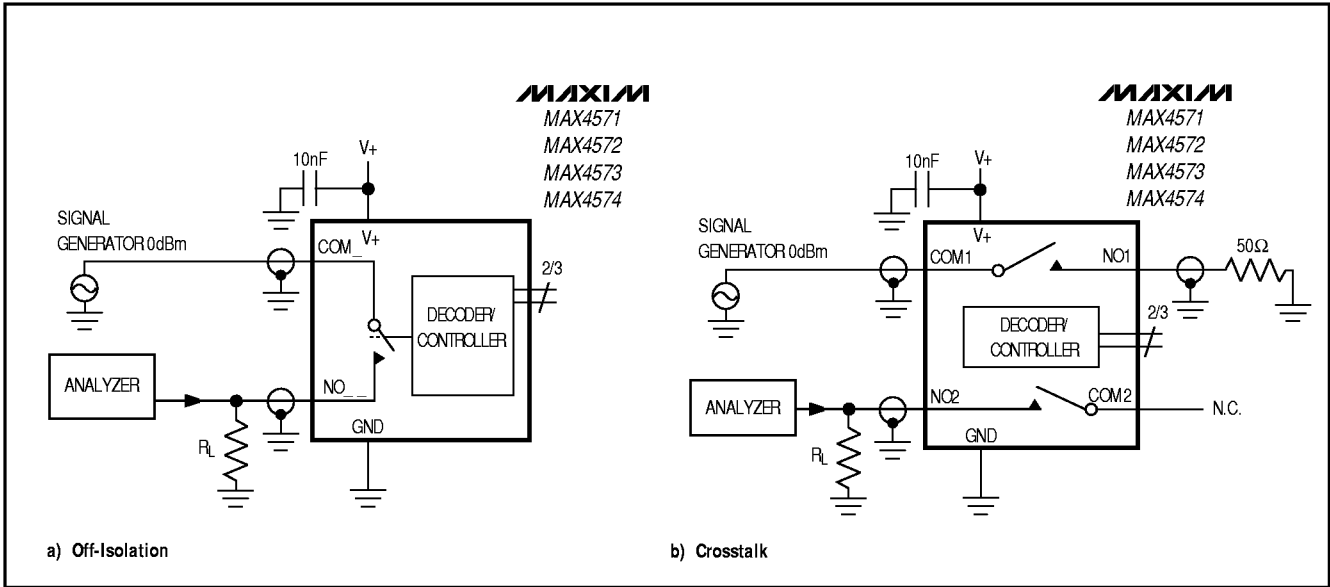 MAXIM
MAX4571
MAX4572
MAX4573
MAX4574
V+
10nF
SIGNAL
GENERATOR 0dBm
COM_
V+
2/3
DECODER/
CONTROLLER
ANALYZER
NO_ _
GND
RL
a) Off-Isolation
MAXIM
MAX4571
MAX4572
MAX4573
MAX4574
V+
10nF
SIGNAL
GENERATOR 0dBm
V+
COM1
NO1
50Ω
2/3
DECODER/
CONTROLLER
ANALYZER
NO2
COM2
N.C.
GND
RL
b) Crosstalk